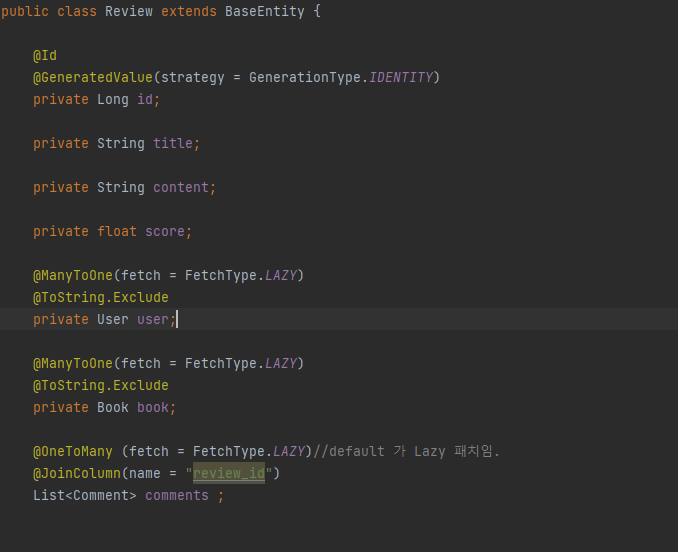 public class Review extends BaseEntity {
@Id
@GeneratedValue(strategy = GenerationType.IDENTITY)
private Long id;
private String title;
private String content;
private float score;
@ManyToOne(fetch = FetchType.LAZY)
@ToString.Exclude
private User user;
@ManyToOne(fetch = FetchType.LAZY)
@ToString.Exclude
private Book book;
@OneToMany (fetch = FetchType.LAZY)//default 가 Lazy 패치임.
@JoinColumn(name = "review_id")
List<Comment> comments ;